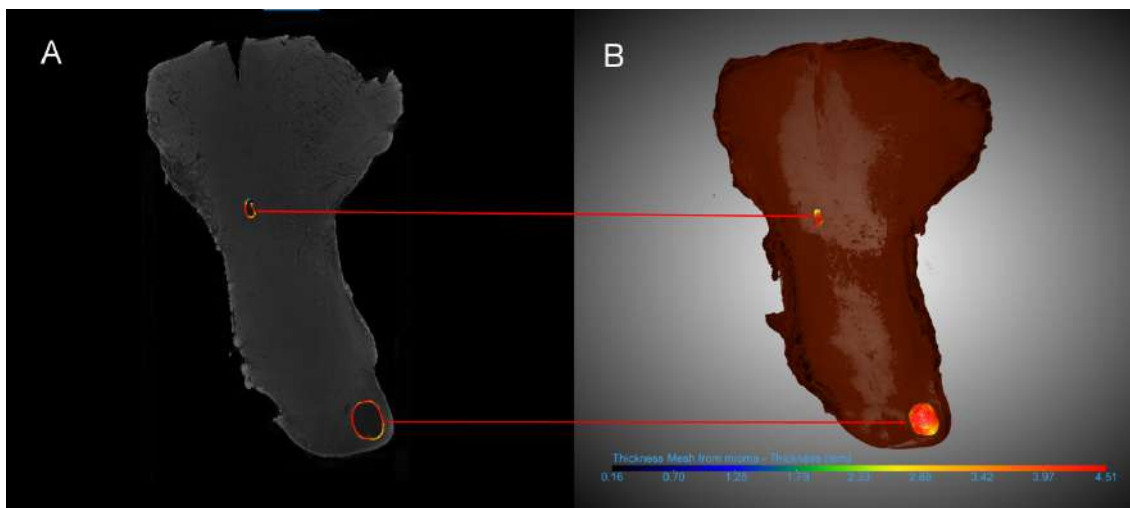 A
B
Thickness Mesh from mioma - Thickness (mm)
0.16 0.70 1.25 1.79 2.33 2.88 3.42 3.97 4.51